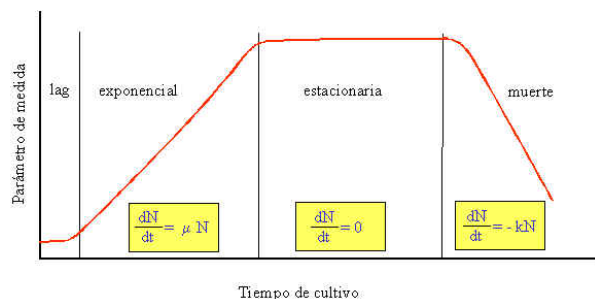 Parámetro de medida
lag
exponencial
estacionaria
muerte
dN/dt = μ N
dN/dt = 0
dN/dt = - kN
Tiempo de cultivo